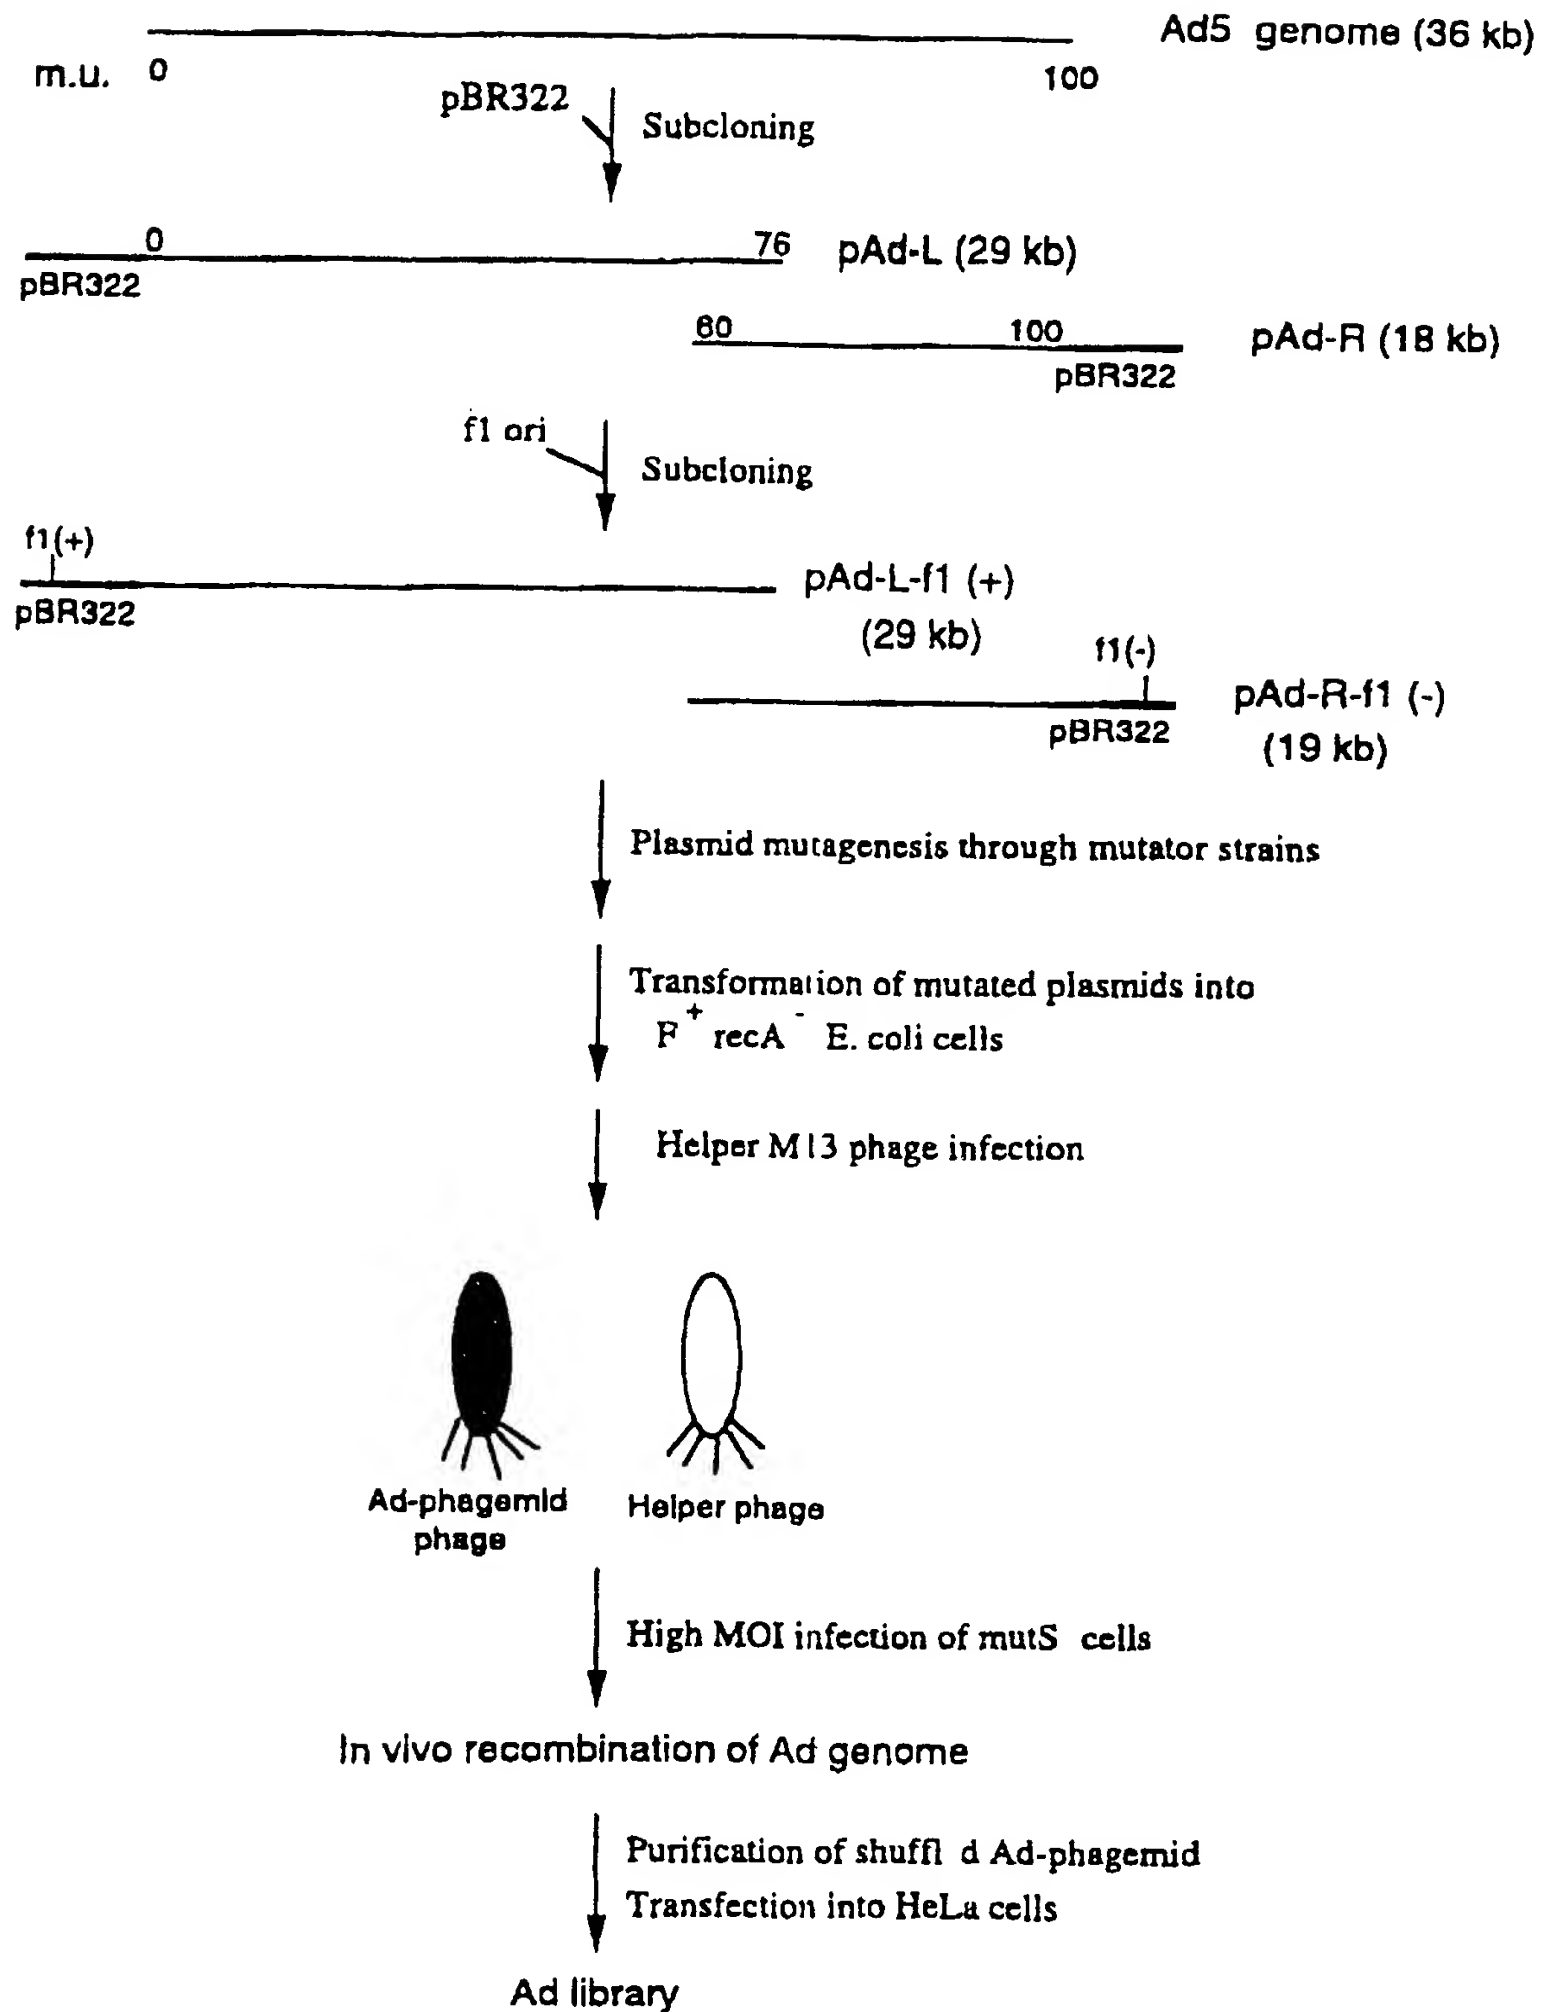 Ad5 genome (36 kb)
m.u. 0 100
pBR322 Subcloning
0 76 pAd-L (29 kb)
pBR322
60 100 pAd-R (18 kb)
pBR322
f1 ori
Subcloning
f1(+)
pAd-L-f1 (+)
pBR322
(29 kb)
f1(-)
pAd-R-f1 (-)
pBR322
(19 kb)
Plasmid mutagenesis through mutator strains
Transformation of mutated plasmids into
F + recA - E. coli cells
Helper M13 phage infection
Ad-phagemid
phage
Helper phage
High MOI infection of mutS cells
In vivo recombination of Ad genome
Purification of shuffl d Ad-phagemid
Transfection into HeLa cells
Ad library